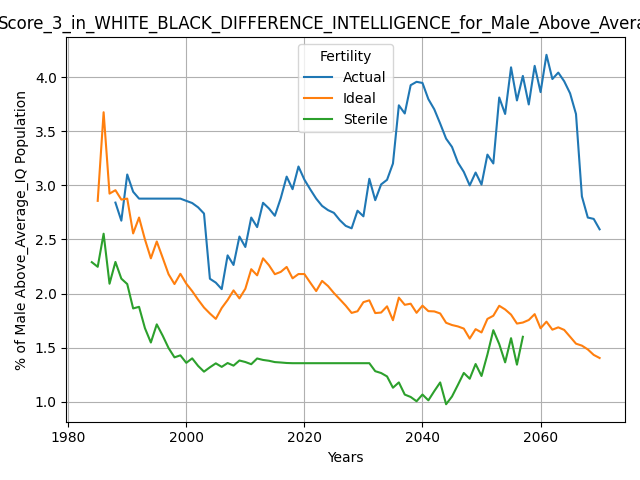 Score_3_in_WHITE_BLACK_DIFFERENCE_INTELLIGENCE_for_Male_Above_Avera
Fertility
Actual
Ideal
Sterile
% of Male Above_Average_IQ Population
4.0
3.5
3.0
2.5
2.0
1.5
1.0
1980
2000
2020
2040
2060
Years